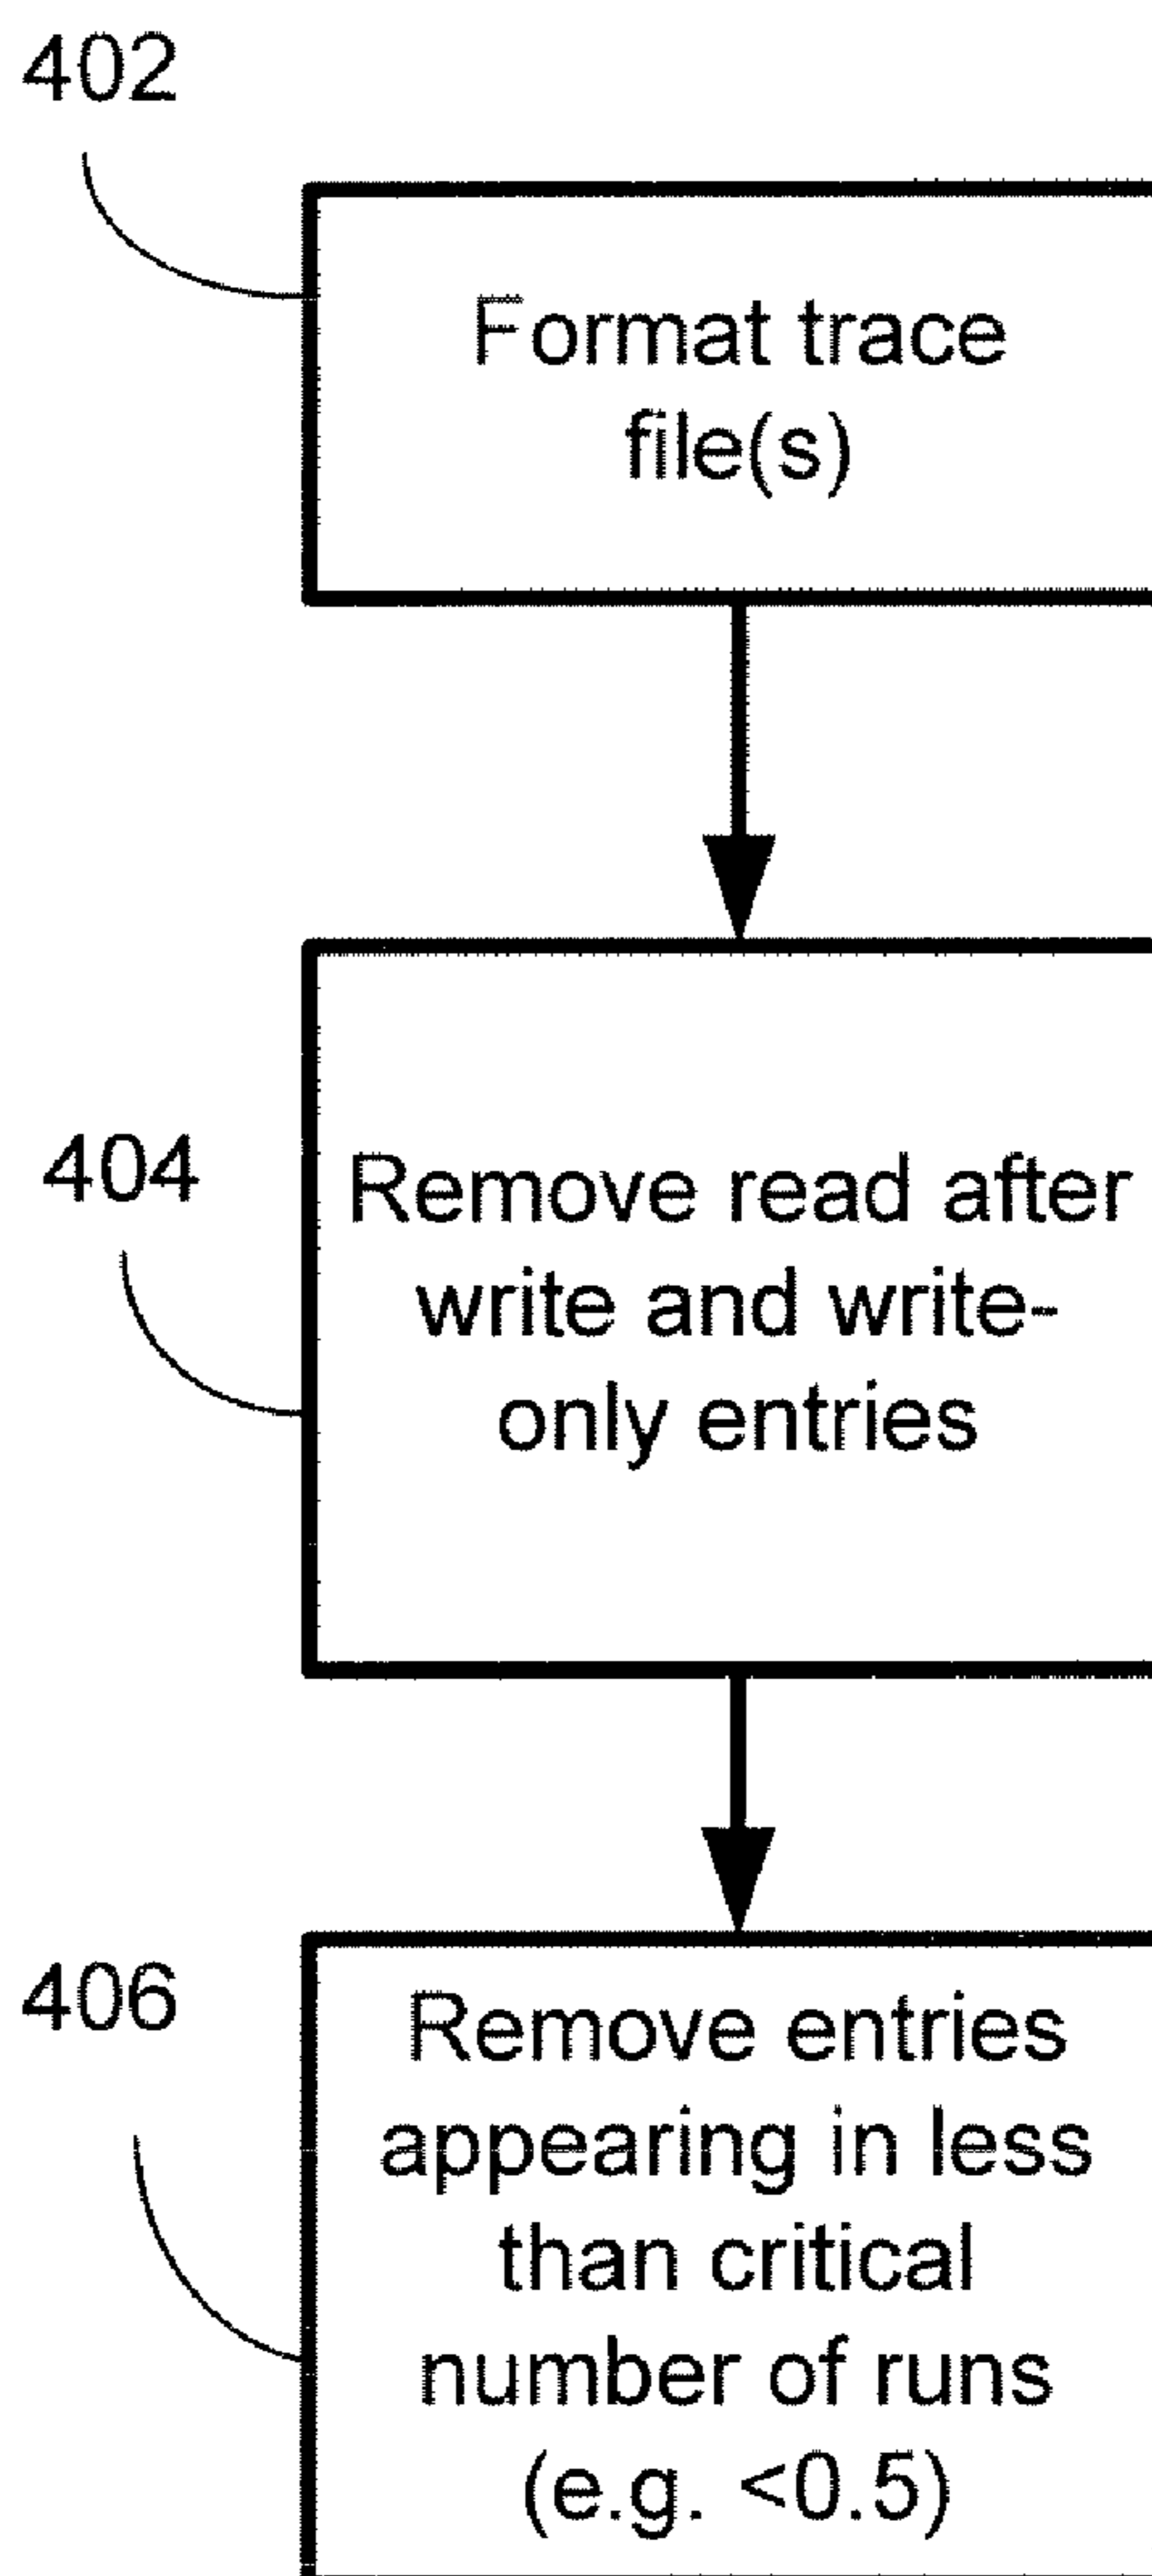 402
Format trace
file(s)
404
Remove read after
write and write-
only entries
406
Remove entries
appearing in less
than critical
number of runs
(e.g. <0.5)